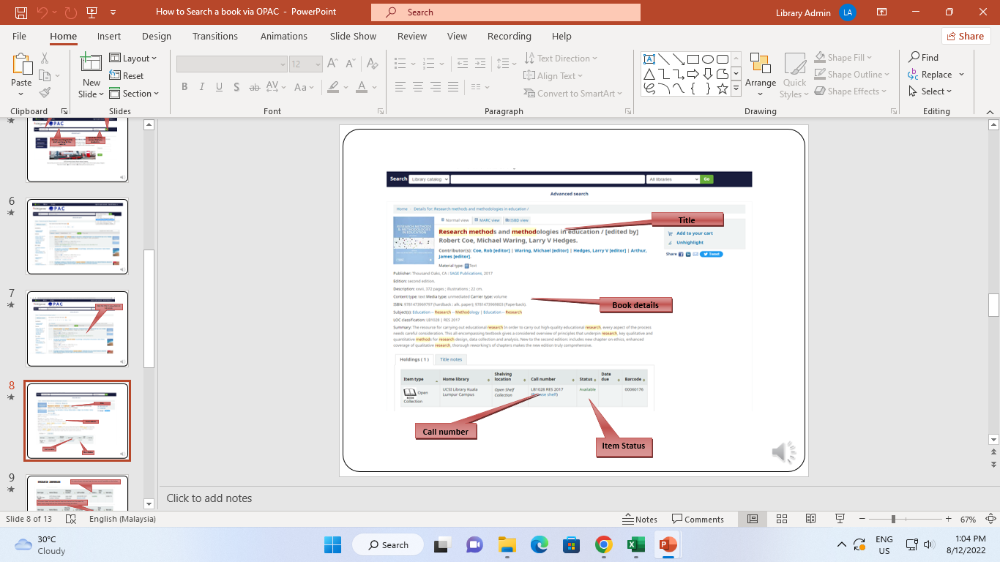 How to Search a book via OPAC - PowerPoint
Search
Library Admin
LA
File Home Insert Design Transitions Animations Slide Show Review View Recording Help
Share
Paste
New Slide
Layout
Reset
Section
12
B I U S ab AV Aa
A
Text Direction
Align Text
Convert to SmartArt
Arrange
Quick Styles
Shape Fill
Shape Outline
Shape Effects
Find
Replace
Select
Clipboard Slides Font Paragraph Drawing Editing
6
7
8
9
Search Library catalog All libraries Go
Advanced search
Home Details for: Research methods and methodologies in education /
Normal view MARC view ISBD view
Research methods and methodologies in education / [edited by]
Robert Coe, Michael Waring, Larry V Hedges.
Contributor(s): Coe, Rob [editor] | Waring, Michael [editor] | Hedges, Larry V [editor] | Arthur,
James [editor].
Material type: Text
Publisher: Thousand Oaks, CA : SAGE Publications, 2017
Edition: second edition.
Description: xxvii, 372 pages ; illustrations ; 22 cm.
Content type: text Media type: unmediated Carrier type: volume
ISBN: 9781473969797 (hardback : alk. paper); 9781473969803 (Paperback).
Subject(s): Education -- Research -- Methodology | Education -- Research
LOC classification: LB1028 | RES 2017
Summary: The resource for carrying out educational research In order to carry out high-quality educational research, every aspect of the process
needs careful consideration. This all-encompassing textbook gives a considered overview of principles that underpin research, key qualitative and
quantitative methods for research design, data collection and analysis. New to the second edition: includes new chapter on ethics, enhanced
coverage of qualitative research, thorough reworking's of chapters makes the new edition truly comprehensive.
RESEARCH METHODS
& METHODOLOGIES
IN EDUCATION
Title
Add to your cart
Unhighlight
Share Tweet
Book details
Holdings ( 1 ) Title notes
Item type Home library Shelving location Call number Status Date due Barcode
BOOK Open Collection UCSI Library Kuala Lumpur Campus Open Shelf Collection LB1028 RES 2017 Available 00060176
Call number
Item Status
Click to add notes
Slide 8 of 13
English (Malaysia)
Notes
Comments
67%
30°C
Cloudy
Search
ENG
US
1:04 PM
8/12/2022